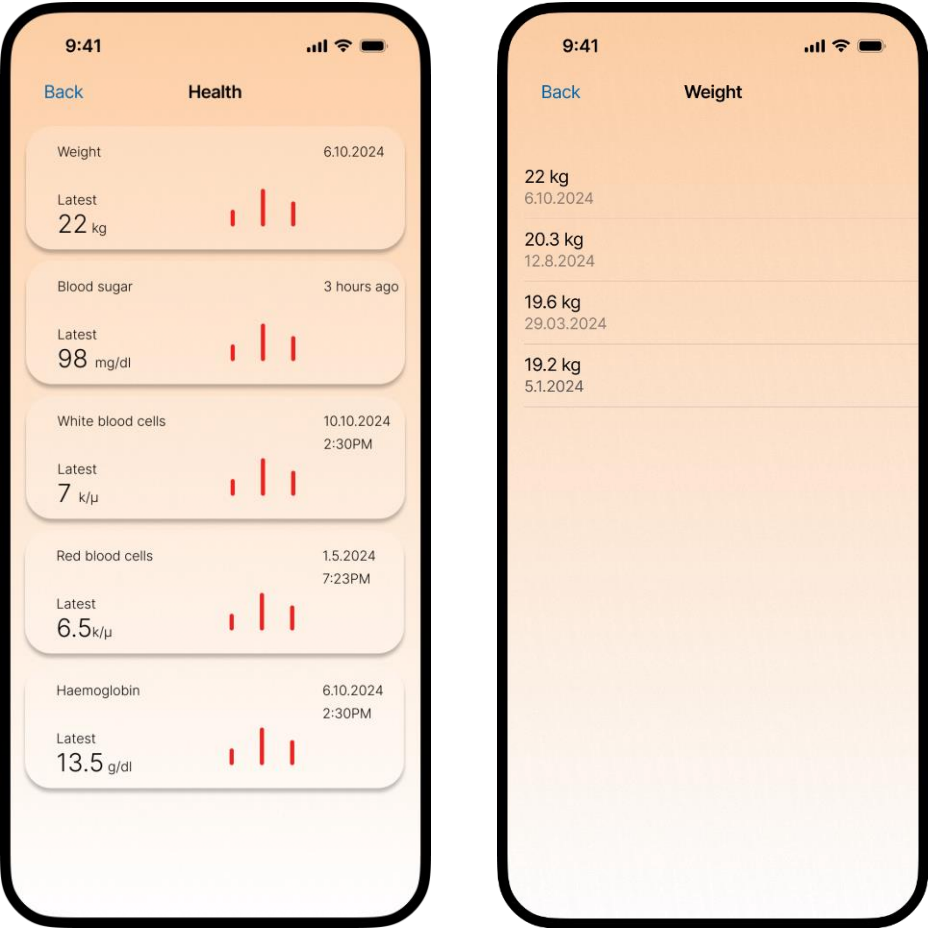 9:41
Back Health
Weight 6.10.2024
Latest
22 kg
Blood sugar 3 hours ago
Latest
98 mg/dl
White blood cells 10.10.2024
2:30PM
Latest
7 k/μ
Red blood cells 1.5.2024
7:23PM
Latest
6.5k/μ
Haemoglobin 6.10.2024
2:30PM
Latest
13.5 g/dl
9:41
Back Weight
22 kg
6.10.2024
20.3 kg
12.8.2024
19.6 kg
29.03.2024
19.2 kg
5.1.2024